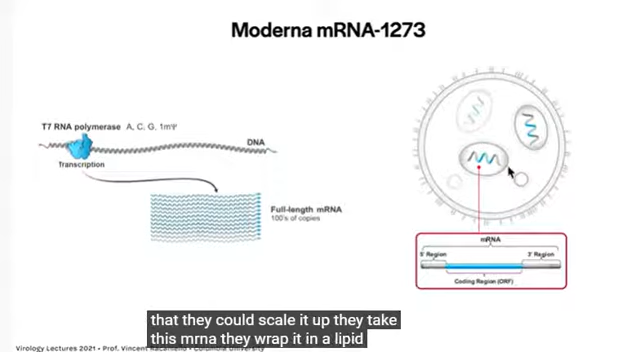 Moderna mRNA-1273
T7 RNA polymerase A, C, G, 1mΨ
DNA
Transcription
Full-length mRNA
100's of copies
mRNA
5' Region
3' Region
Coding Region (ORF)
that they could scale it up they take
this mrna they wrap it in a lipid
Virology Lectures 2021 • Prof. Vincent Racaniello • Columbia University